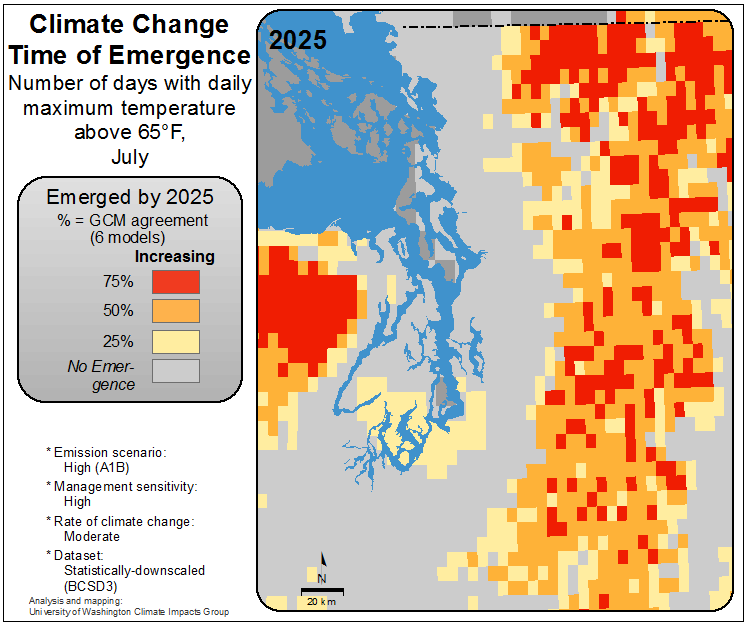 Climate Change
Time of Emergence
Number of days with daily
maximum temperature
above 65°F,
July
Emerged by 2025
% = GCM agreement
(6 models)
Increasing
75%
50%
25%
No Emer-
gence
* Emission scenario:
High (A1B)
* Management sensitivity:
High
* Rate of climate change:
Moderate
* Dataset:
Statistically-downscaled
(BCSD3)
Analysis and mapping:
University of Washington Climate Impacts Group
2025
N
20 km